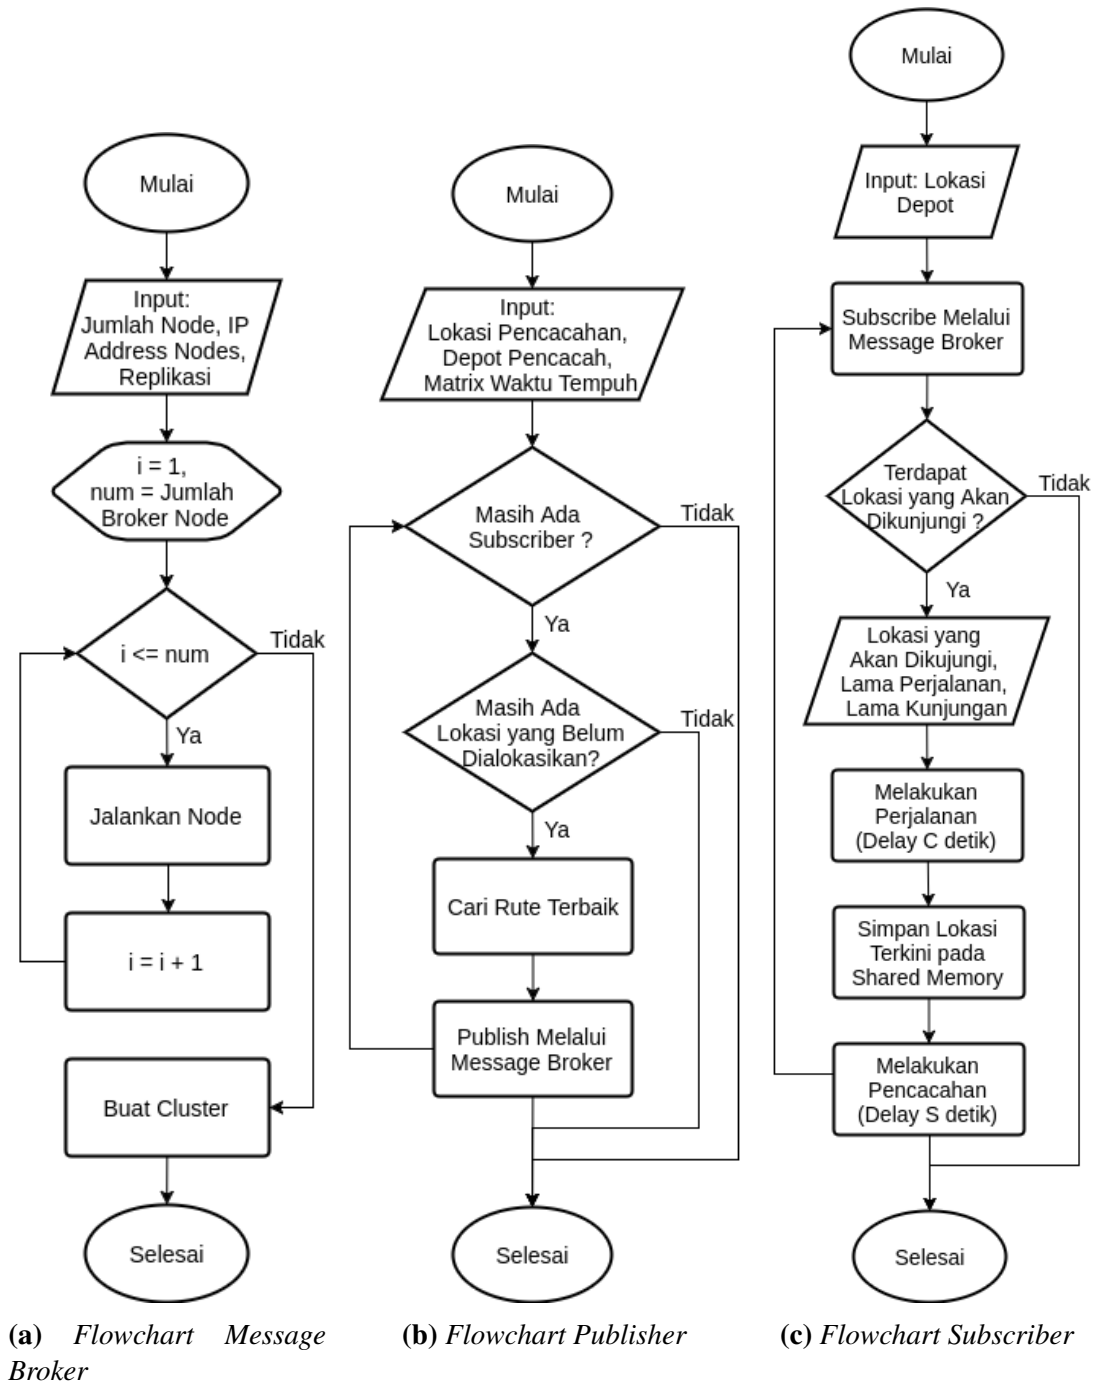 Mulai
Input:
Jumlah Node, IP
Address Nodes,
Replikasi
i = 1,
num = Jumlah
Broker Node
i <= num
Tidak
Ya
Jalankan Node
i = i + 1
Buat Cluster
Selesai
(a) Flowchart Message
Broker
Mulai
Input:
Lokasi Pencacahan,
Depot Pencacah,
Matrix Waktu Tempuh
Masih Ada
Subscriber ?
Tidak
Ya
Masih Ada
Lokasi yang Belum
Dialokasikan?
Tidak
Ya
Cari Rute Terbaik
Publish Melalui
Message Broker
Selesai
(b) Flowchart Publisher
Mulai
Input: Lokasi
Depot
Subscribe Melalui
Message Broker
Terdapat
Lokasi yang Akan
Dikunjungi ?
Tidak
Ya
Lokasi yang
Akan Dikujungi,
Lama Perjalanan,
Lama Kunjungan
Melakukan
Perjalanan
(Delay C detik)
Simpan Lokasi
Terkini pada
Shared Memory
Melakukan
Pencacahan
(Delay S detik)
Selesai
(c) Flowchart Subscriber